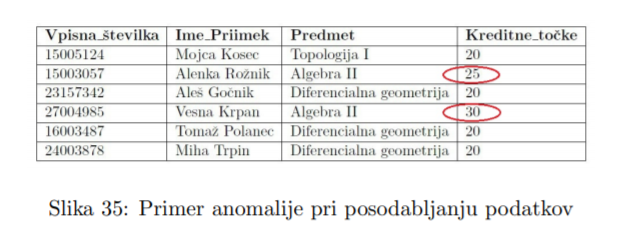 Vpisna_številka Ime_Priimek Predmet Kreditne_točke
15005124 Mojca Kosec Topologija I 20
15003057 Alenka Rožnik Algebra II 25
23157342 Aleš Gočnik Diferencialna geometrija 20
27004985 Vesna Krpan Algebra II 30
16003487 Tomaž Polanec Diferencialna geometrija 20
24003878 Miha Trpin Diferencialna geometrija 20
Slika 35: Primer anomalije pri posodabljanju podatkov